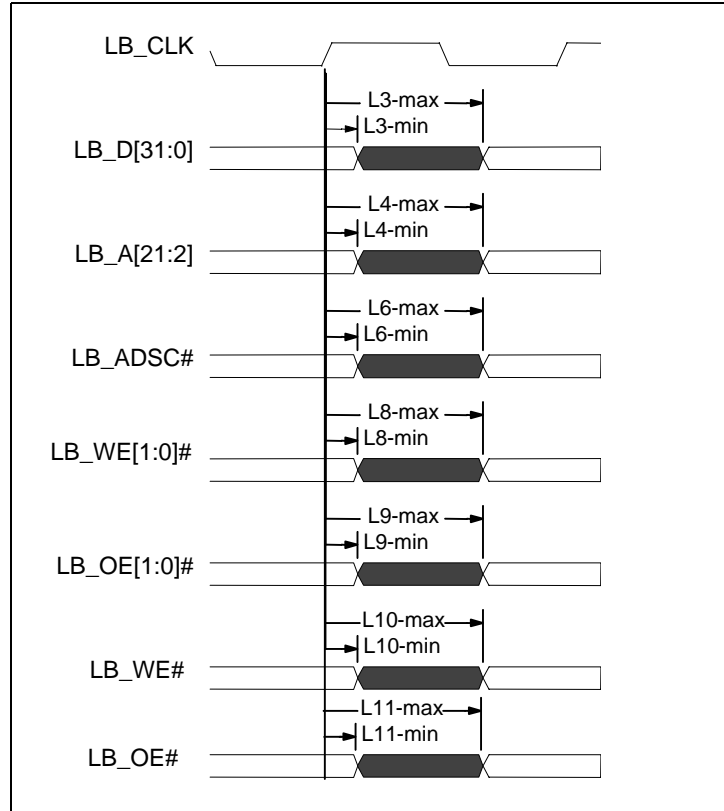 LB_CLK
L3-max
L3-min
LB_D[31:0]
L4-max
L4-min
LB_A[21:2]
L6-max
L6-min
LB_ADSC#
L8-max
L8-min
LB_WE[1:0]#
L9-max
L9-min
LB_OE[1:0]#
L10-max
L10-min
LB_WE#
L11-max
L11-min
LB_OE#